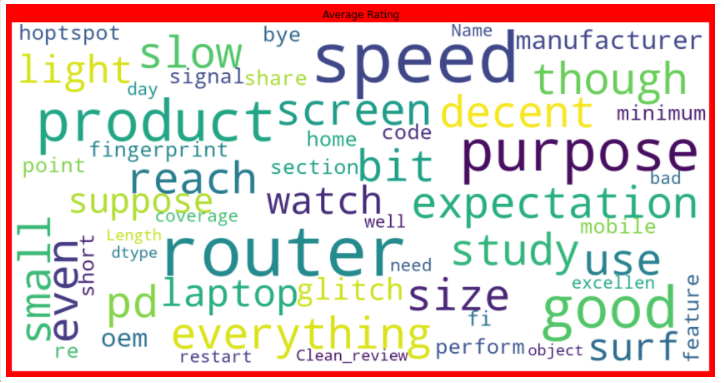 Average Rating
hoptspot
bye
Name
slow
speed
manufacturer
light
signal
share
though
day
product
screen
decent
minimum
code
home
fingerprint
purpose
point
section
bit
reach
bad
suppose
watch
expectation
coverage
well
mobile
small
even
short
Length
dtype
router
need
study
use
excellen
feature
pd
laptop
glitch
size
good
oem
everything
fi
surf
re
restart
Clean_review
perform
object